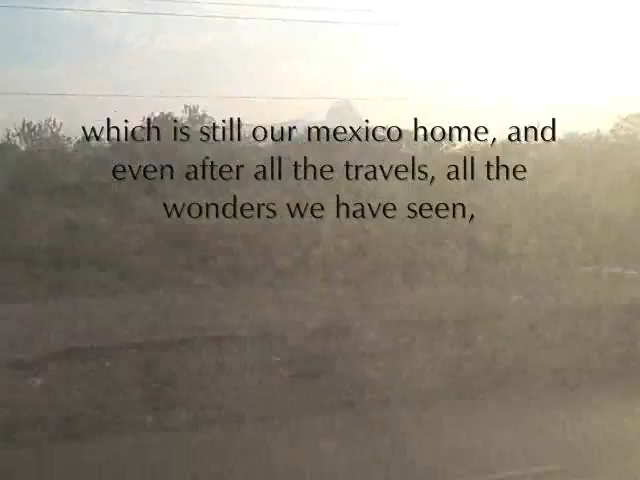 which is still our mexico home, and
even after all the travels, all the
wonders we have seen,